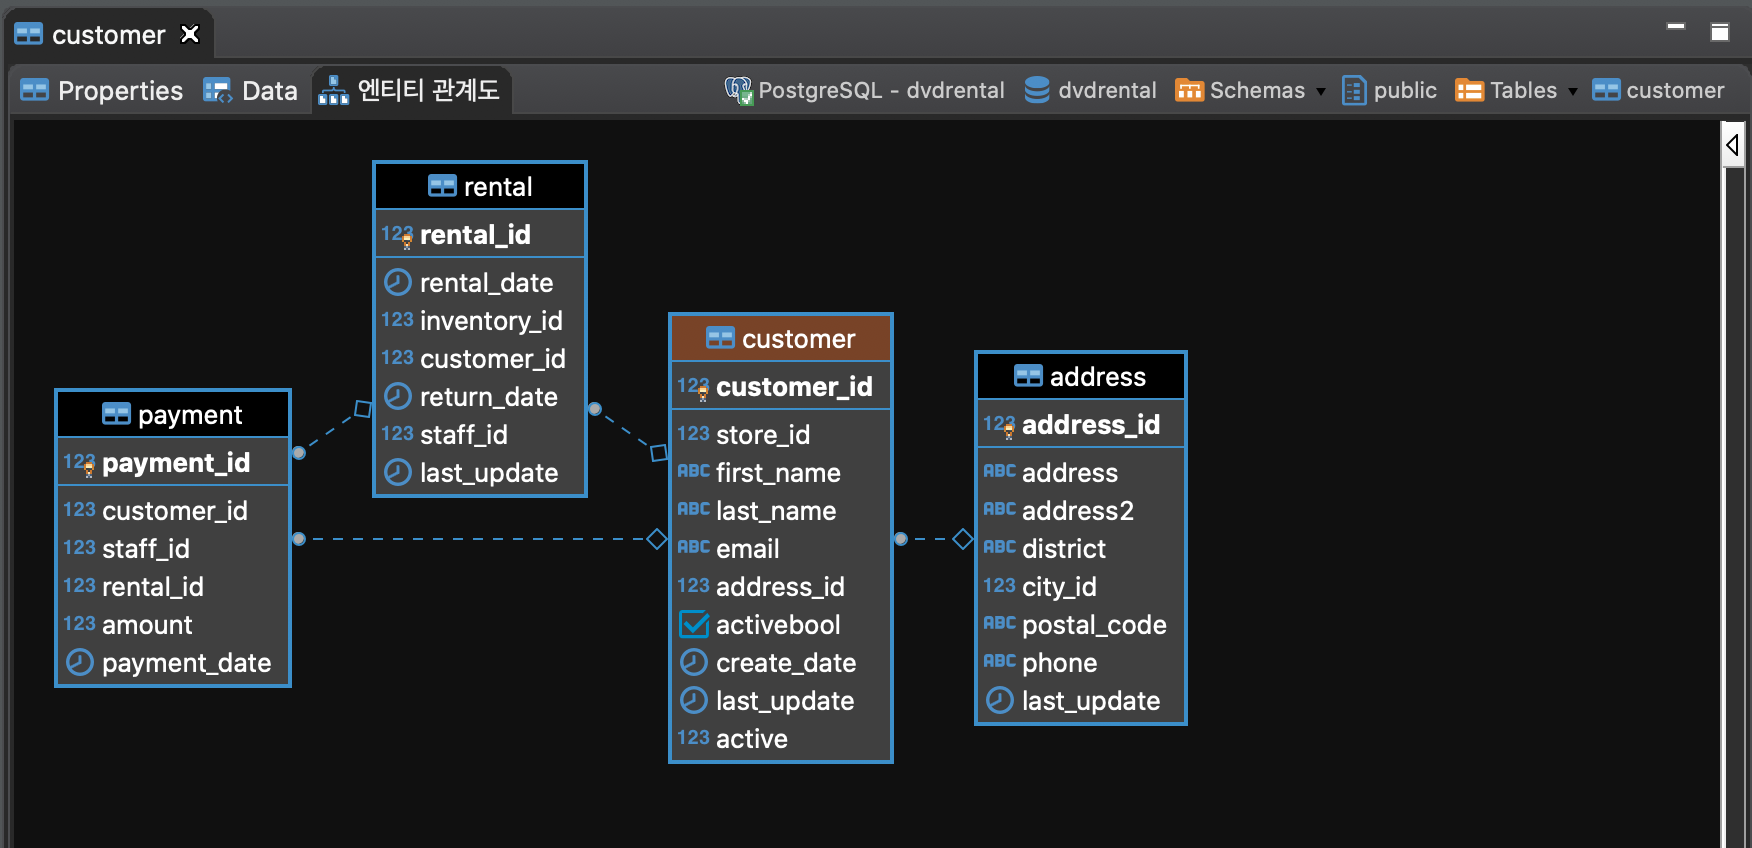 customer
Properties Data 엔티티 관계도 PostgreSQL - dvdrental dvdrental Schemas public Tables customer
rental
123 rental_id
rental_date
123 inventory_id
123 customer_id
return_date
123 staff_id
last_update
payment
123 payment_id
123 customer_id
123 staff_id
123 rental_id
123 amount
payment_date
customer
123 customer_id
123 store_id
ABC first_name
ABC last_name
ABC email
123 address_id
activebool
create_date
last_update
123 active
address
123 address_id
ABC address
ABC address2
ABC district
123 city_id
ABC postal_code
ABC phone
last_update